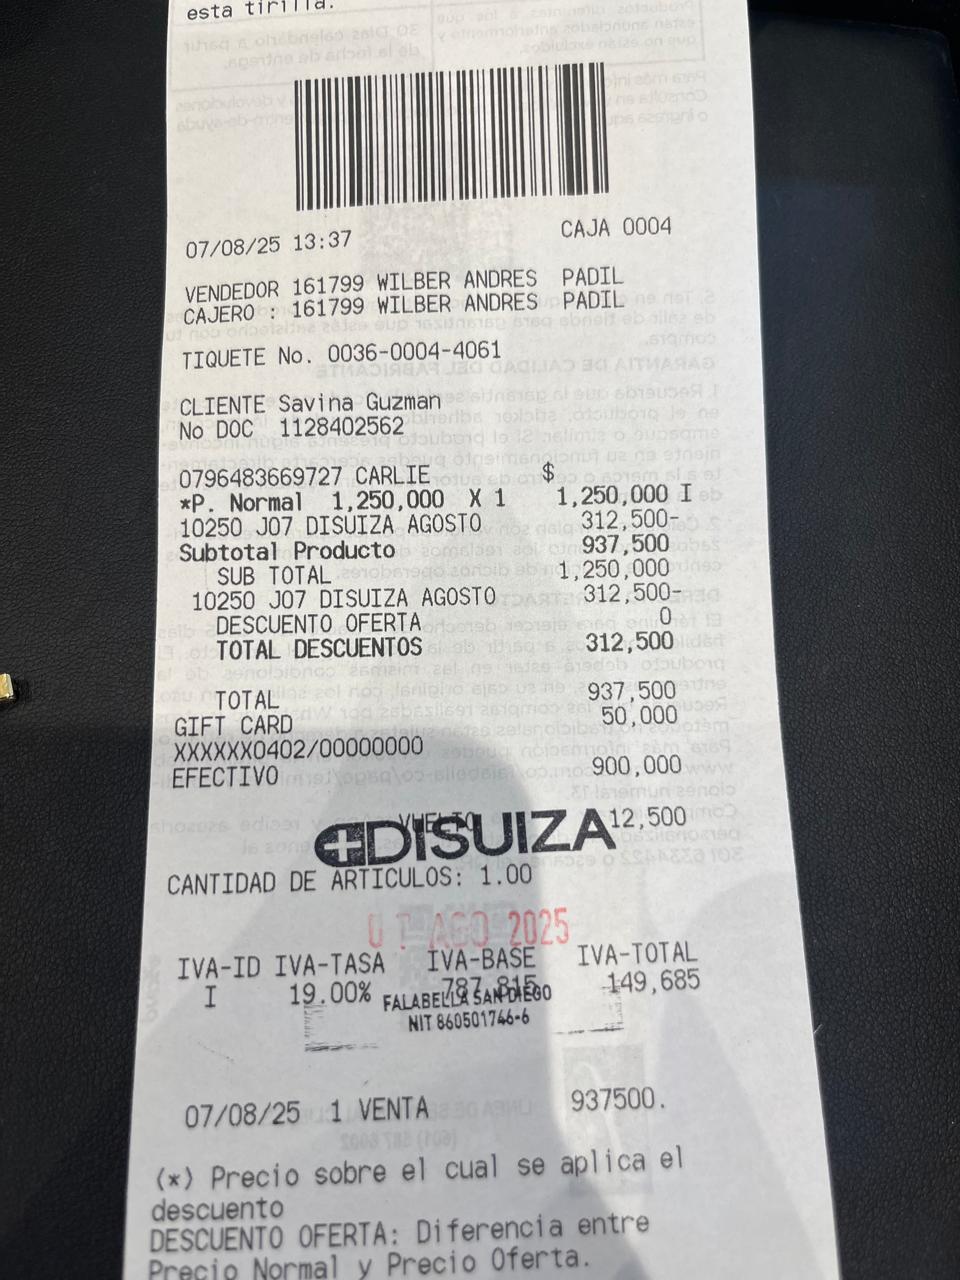 esta tirilla.
07/08/25 13:37 CAJA 0004
VENDEDOR 161799 WILBER ANDRES PADIL
CAJERO : 161799 WILBER ANDRES PADIL
TIQUETE No. 0036-0004-4061
CLIENTE Savina Guzman
No DOC 1128402562
0796483669727 CARLIE $
*P. Normal 1,250,000 X 1 1,250,000 I
10250 J07 DISUIZA AGOSTO 312,500-
Subtotal Producto 937,500
SUB TOTAL 1,250,000
10250 J07 DISUIZA AGOSTO 312,500-
DESCUENTO OFERTA 0
TOTAL DESCUENTOS 312,500
TOTAL 937,500
GIFT CARD 50,000
XXXXXX0402/00000000
EFECTIVO 900,000
VUELTO 12,500
DISUIZA
CANTIDAD DE ARTICULOS: 1.00
07 AGO 2025
IVA-ID IVA-TASA IVA-BASE IVA-TOTAL
I 19.00% 787,815 149,685
FALABELLA SAN DIEGO
NIT 860501746-6
07/08/25 1 VENTA 937500.
(*) Precio sobre el cual se aplica el
descuento
DESCUENTO OFERTA: Diferencia entre
Precio Normal y Precio Oferta.